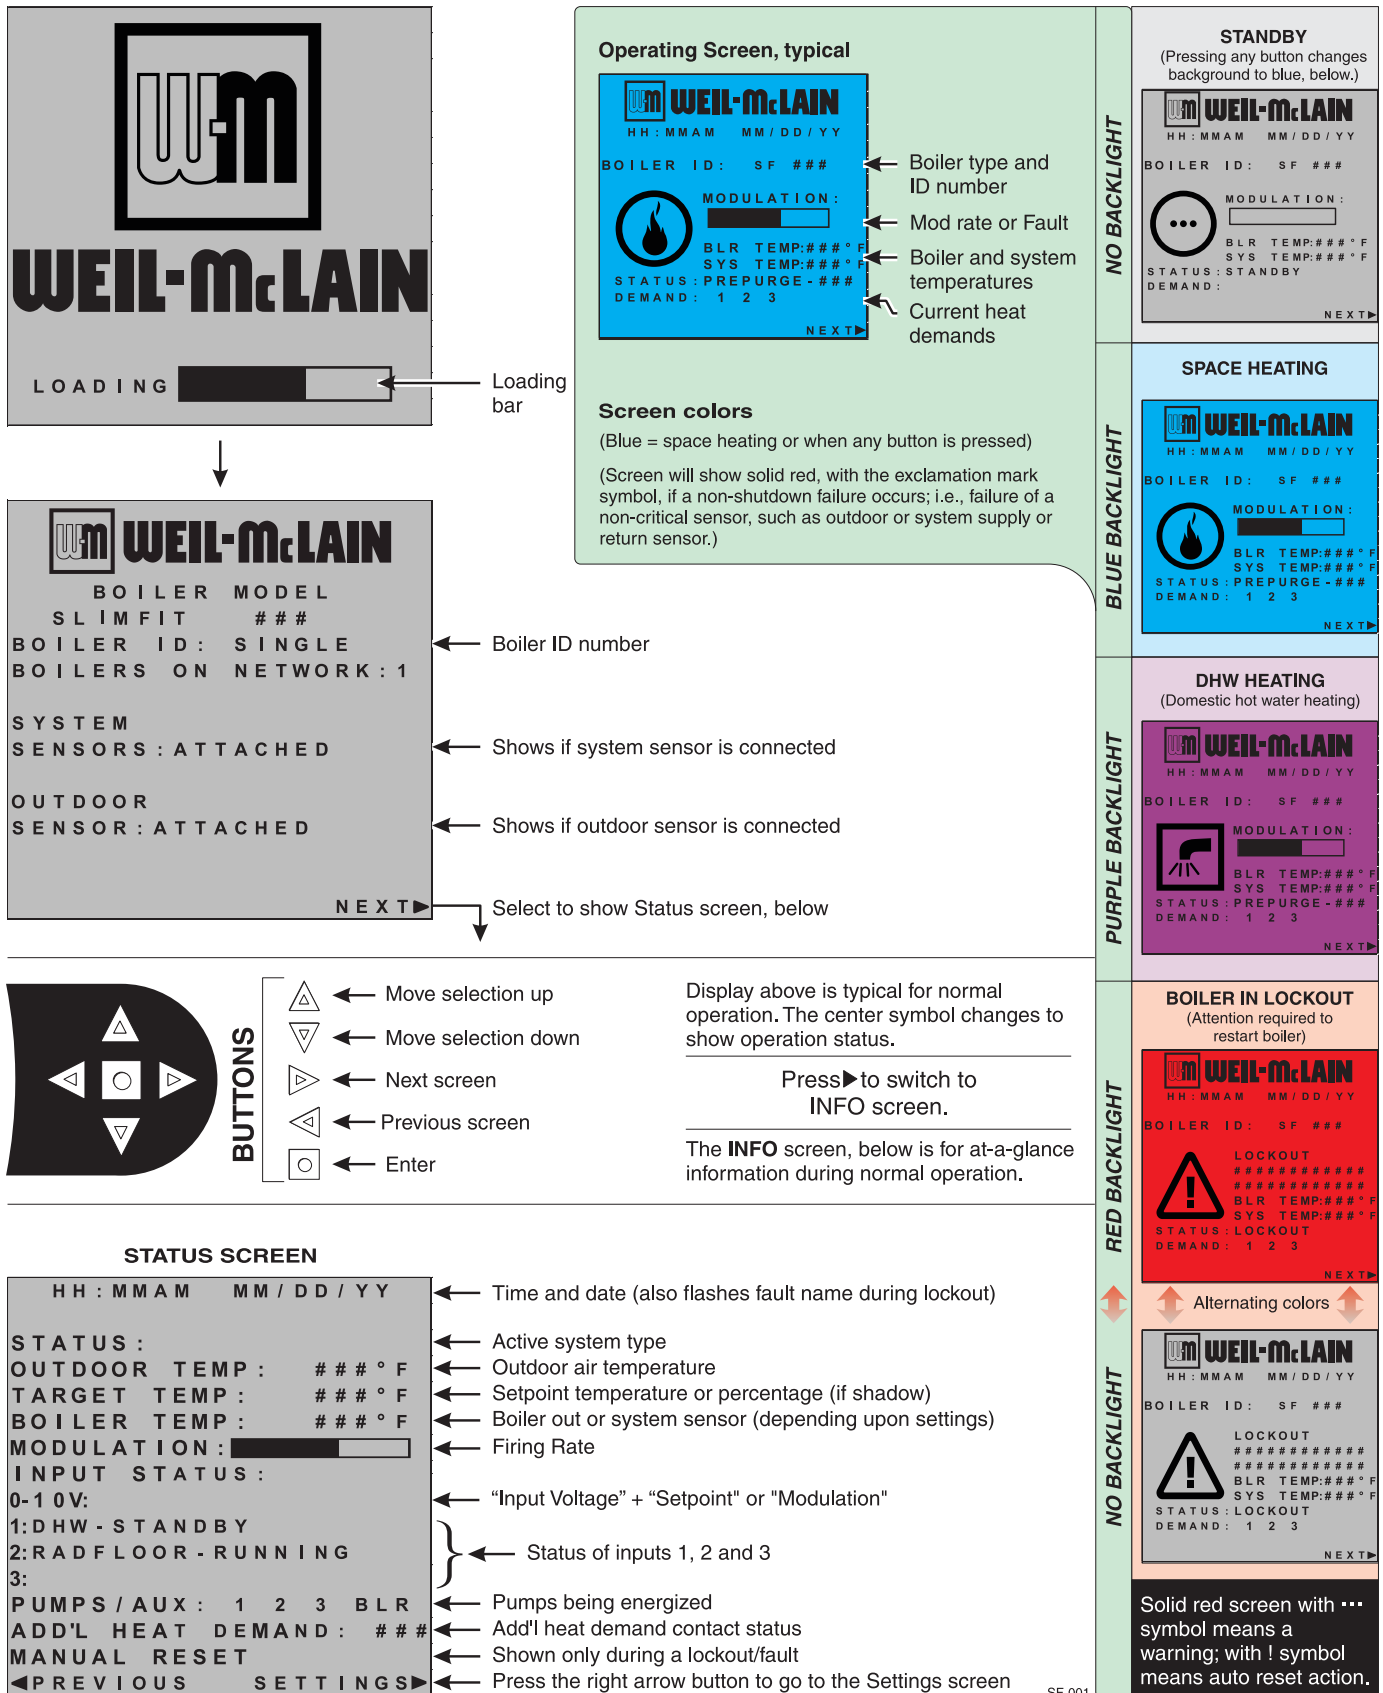 WM
WEIL-McLAIN
LOADING
Loading
bar
WM WEIL-McLAIN
BOILER MODEL
SLIMFIT ###
BOILER ID: SINGLE
BOILERS ON NETWORK:1
SYSTEM
SENSORS:ATTACHED
OUTDOOR
SENSOR:ATTACHED
NEXT▶
Boiler ID number
Shows if system sensor is connected
Shows if outdoor sensor is connected
Select to show Status screen, below
Operating Screen, typical
WM WEIL-McLAIN
HH:MMAM MM/DD/YY
BOILER ID: SF ###
MODULATION:
BLR TEMP:###°F
SYS TEMP:###°F
STATUS:PREPURGE-###
DEMAND: 1 2 3
NEXT▶
Boiler type and
ID number
Mod rate or Fault
Boiler and system
temperatures
Current heat
demands
Screen colors
(Blue = space heating or when any button is pressed)
(Screen will show solid red, with the exclamation mark
symbol, if a non-shutdown failure occurs; i.e., failure of a
non-critical sensor, such as outdoor or system supply or
return sensor.)
BUTTONS
Move selection up
Move selection down
Next screen
Previous screen
Enter
Display above is typical for normal
operation. The center symbol changes to
show operation status.
Press▶to switch to
INFO screen.
The INFO screen, below is for at-a-glance
information during normal operation.
STATUS SCREEN
HH:MMAM MM/DD/YY
STATUS:
OUTDOOR TEMP: ###°F
TARGET TEMP: ###°F
BOILER TEMP: ###°F
MODULATION:
INPUT STATUS:
0-10V:
1:DHW-STANDBY
2:RADFLOOR-RUNNING
3:
PUMPS/AUX: 1 2 3 BLR
ADD'L HEAT DEMAND: ###
MANUAL RESET
◀PREVIOUS SETTINGS▶
Time and date (also flashes fault name during lockout)
Active system type
Outdoor air temperature
Setpoint temperature or percentage (if shadow)
Boiler out or system sensor (depending upon settings)
Firing Rate
“Input Voltage” + “Setpoint" or "Modulation"
Status of inputs 1, 2 and 3
Pumps being energized
Add'l heat demand contact status
Shown only during a lockout/fault
Press the right arrow button to go to the Settings screen
SF-001
NO BACKLIGHT
STANDBY
(Pressing any button changes
background to blue, below.)
WM WEIL-McLAIN
HH:MMAM MM/DD/YY
BOILER ID: SF ###
MODULATION:
BLR TEMP:###°F
SYS TEMP:###°F
STATUS:STANDBY
DEMAND:
NEXT▶
BLUE BACKLIGHT
SPACE HEATING
WM WEIL-McLAIN
HH:MMAM MM/DD/YY
BOILER ID: SF ###
MODULATION:
BLR TEMP:###°F
SYS TEMP:###°F
STATUS:PREPURGE-###
DEMAND: 1 2 3
NEXT▶
PURPLE BACKLIGHT
DHW HEATING
(Domestic hot water heating)
WM WEIL-McLAIN
HH:MMAM MM/DD/YY
BOILER ID: SF ###
MODULATION:
BLR TEMP:###°F
SYS TEMP:###°F
STATUS:PREPURGE-###
DEMAND: 1 2 3
NEXT▶
RED BACKLIGHT
BOILER IN LOCKOUT
(Attention required to
restart boiler)
WM WEIL-McLAIN
HH:MMAM MM/DD/YY
BOILER ID: SF ###
LOCKOUT
############
############
BLR TEMP:###°F
SYS TEMP:###°F
STATUS:LOCKOUT
DEMAND: 1 2 3
NEXT▶
Alternating colors
NO BACKLIGHT
WM WEIL-McLAIN
HH:MMAM MM/DD/YY
BOILER ID: SF ###
LOCKOUT
############
############
BLR TEMP:###°F
SYS TEMP:###°F
STATUS:LOCKOUT
DEMAND: 1 2 3
NEXT▶
Solid red screen with ···
symbol means a
warning; with ! symbol
means auto reset action.